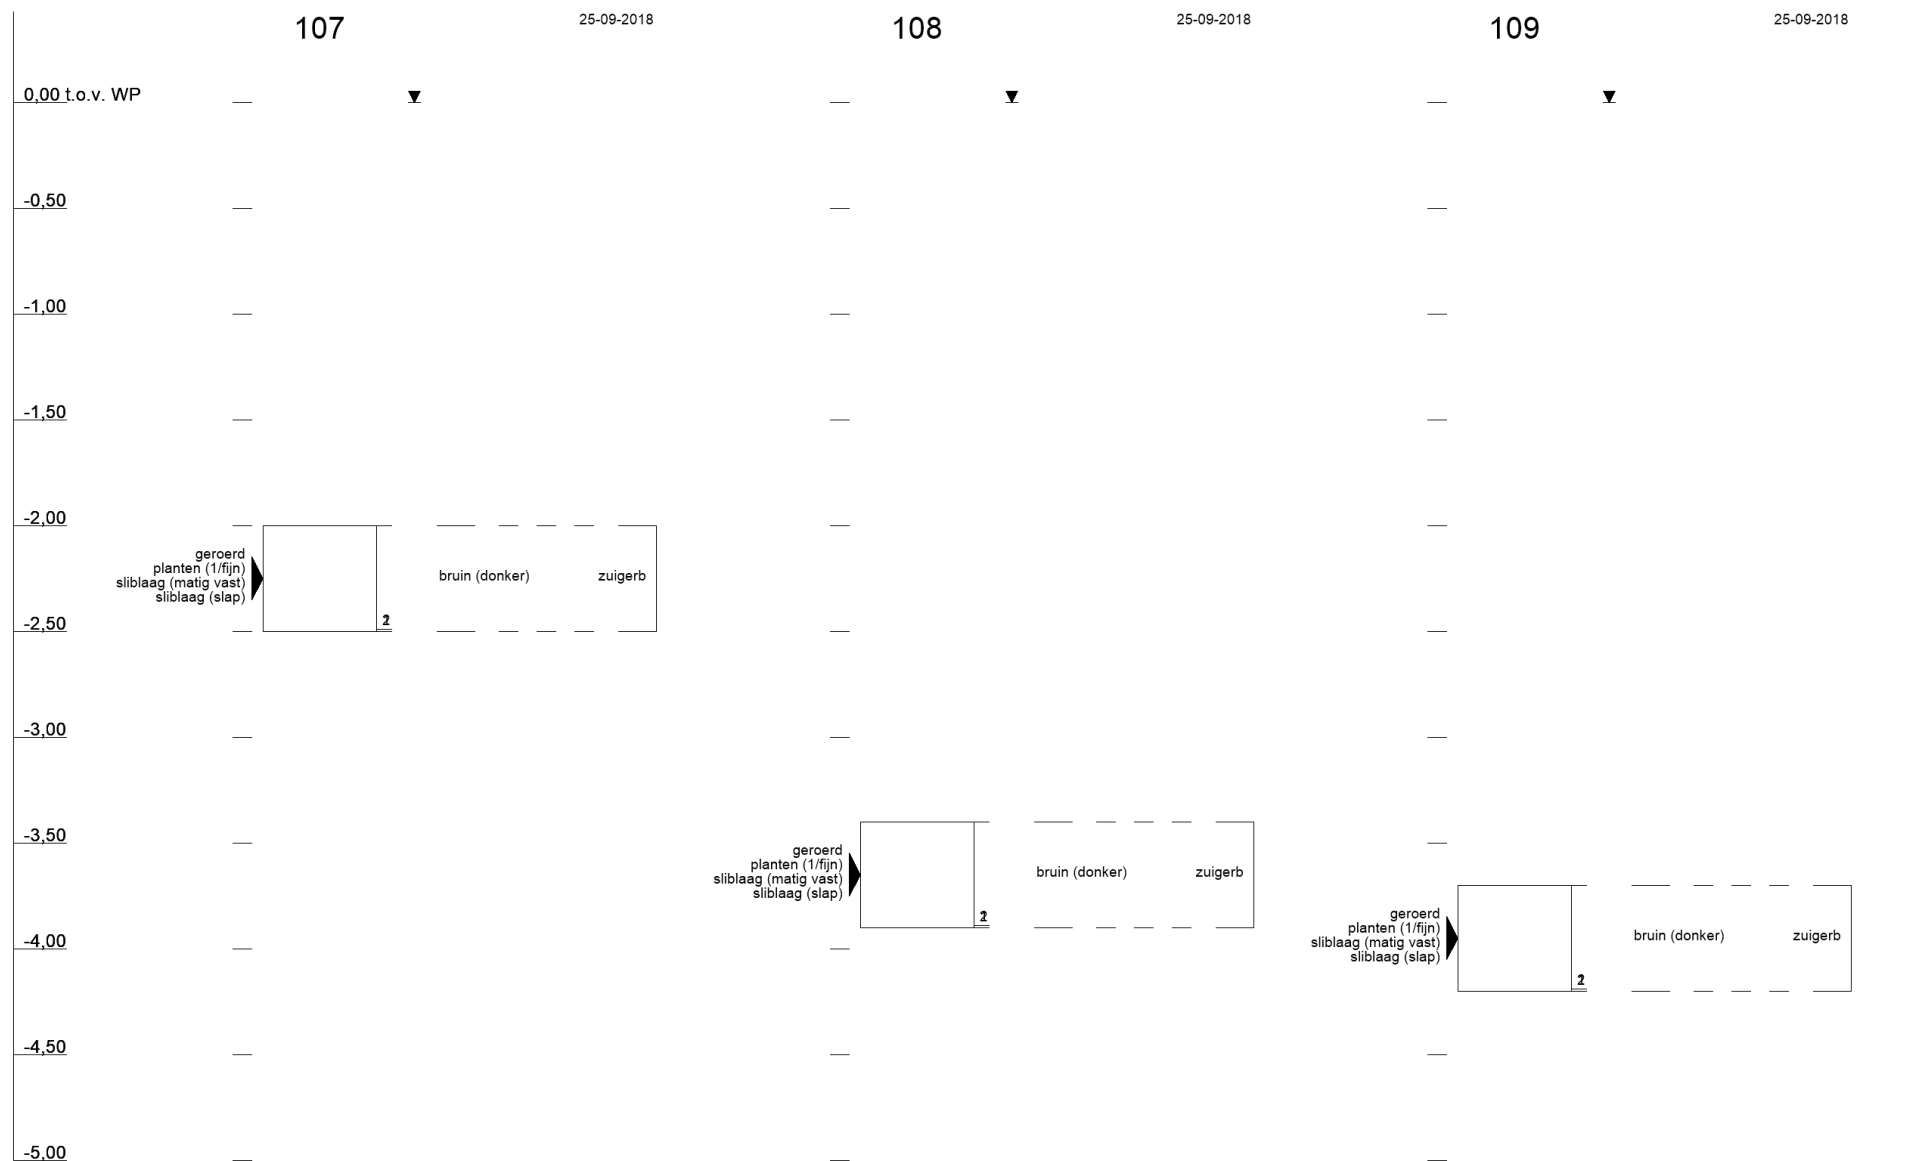 107
25-09-2018
108
25-09-2018
109
25-09-2018
0,00 t.o.v. WP
-0,50
-1,00
-1,50
-2,00
geroerd
planten (1/fijn)
sliblaag (matig vast)
sliblaag (slap)
bruin (donker)
zuigerb
-2,50
-3,00
-3,50
geroerd
planten (1/fijn)
sliblaag (matig vast)
sliblaag (slap)
bruin (donker)
zuigerb
geroerd
planten (1/fijn)
sliblaag (matig vast)
sliblaag (slap)
bruin (donker)
zuigerb
-4,00
-4,50
-5,00